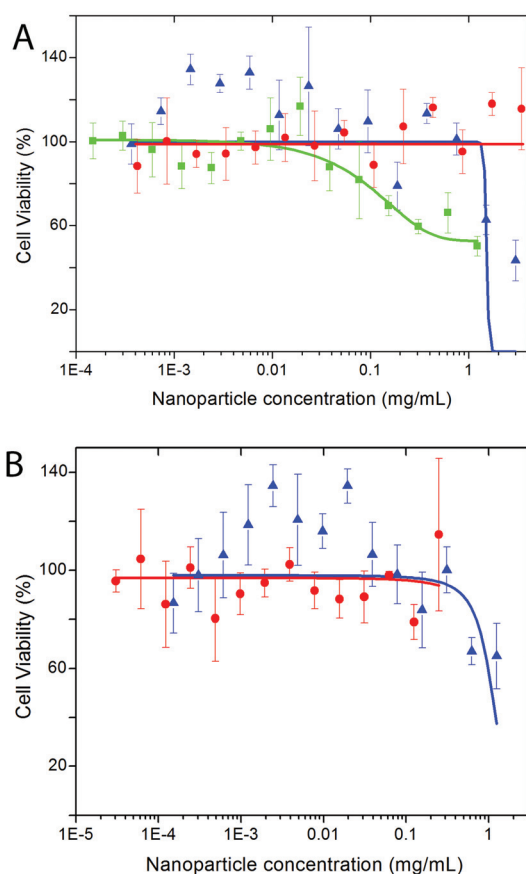 A
140
100
60
20
Cell Viability (%)
1E-4
1E-3
0.01
0.1
1
Nanoparticle concentration (mg/mL)
B
140
100
60
20
Cell Viability (%)
1E-5
1E-4
1E-3
0.01
0.1
1
Nanoparticle concentration (mg/mL)